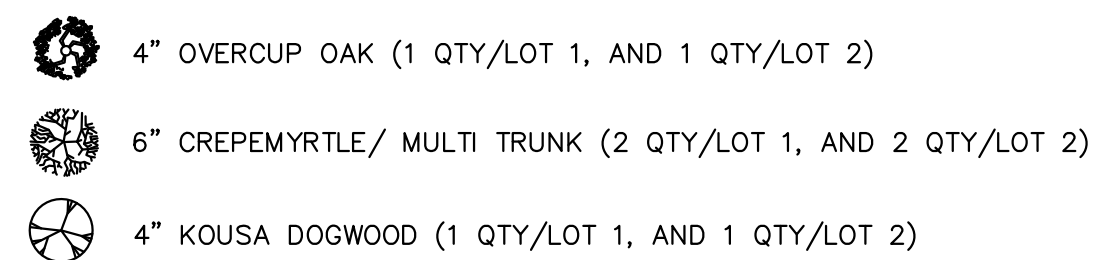 4” OVERCUP OAK (1 QTY/LOT 1, AND 1 QTY/LOT 2)
6” CREPEMYRTLE/ MULTI TRUNK (2 QTY/LOT 1, AND 2 QTY/LOT 2)
4” KOUSA DOGWOOD (1 QTY/LOT 1, AND 1 QTY/LOT 2)